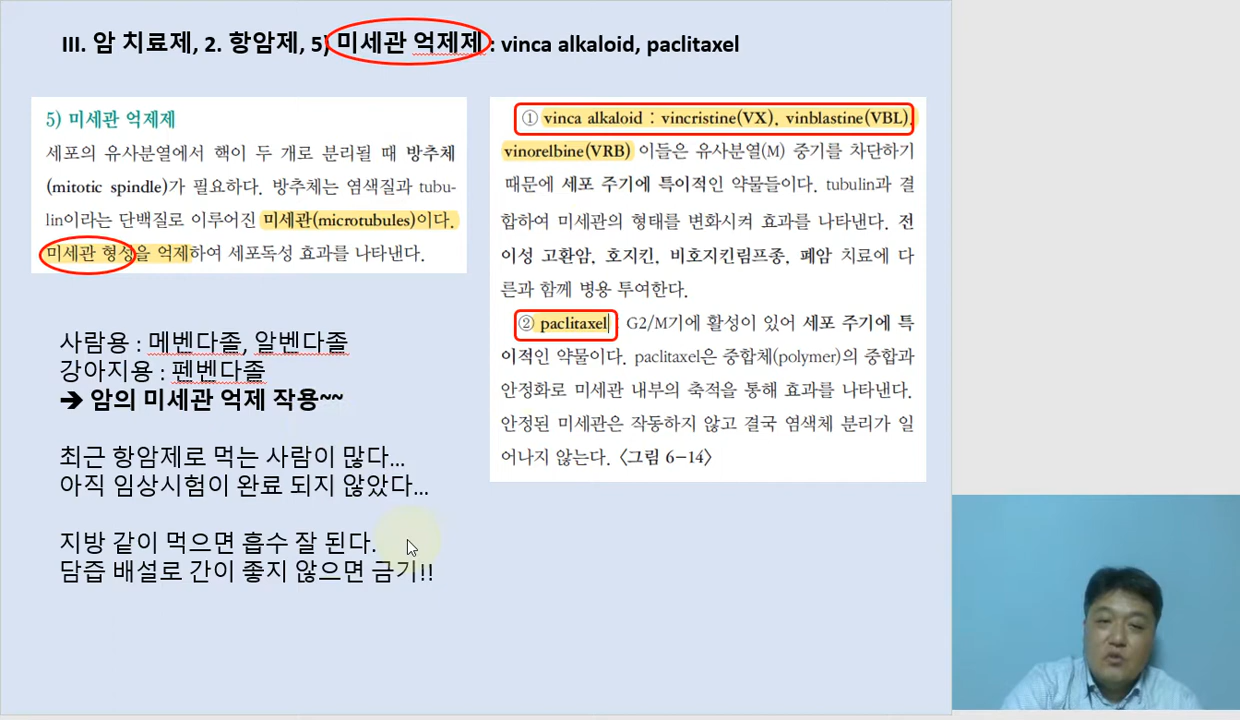 III. 암 치료제, 2. 항암제, 5) 미세관 억제제 : vinca alkaloid, paclitaxel
5) 미세관 억제제
세포의 유사분열에서 핵이 두 개로 분리될 때 방추체
(mitotic spindle)가 필요하다. 방추체는 염색질과 tubu-
lin이라는 단백질로 이루어진 미세관(microtubules)이다.
미세관 형성을 억제하여 세포독성 효과를 나타낸다.
사람용 : 메벤다졸, 알벤다졸
강아지용 : 펜벤다졸
➔ 암의 미세관 억제 작용~~
최근 항암제로 먹는 사람이 많다...
아직 임상시험이 완료 되지 않았다...
지방 같이 먹으면 흡수 잘 된다.
담즙 배설로 간이 좋지 않으면 금기!!
① vinca alkaloid : vincristine(VX), vinblastine(VBL),
vinorelbine(VRB) 이들은 유사분열(M) 중기를 차단하기
때문에 세포 주기에 특이적인 약물들이다. tubulin과 결
합하여 미세관의 형태를 변화시켜 효과를 나타낸다. 전
이성 고환암, 호지킨, 비호지킨림프종, 폐암 치료에 다
른과 함께 병용 투여한다.
② paclitaxel G2/M기에 활성이 있어 세포 주기에 특
이적인 약물이다. paclitaxel은 중합체(polymer)의 중합과
안정화로 미세관 내부의 축적을 통해 효과를 나타낸다.
안정된 미세관은 작동하지 않고 결국 염색체 분리가 일
어나지 않는다. 〈그림 6-14〉